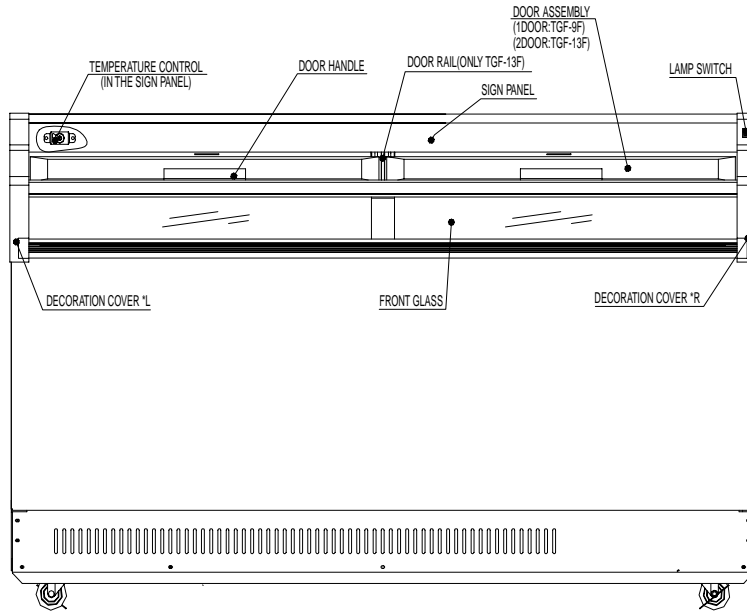 DOOR ASSEMBLY
(1DOOR:TGF-9F)
(2DOOR:TGF-13F)
TEMPERATURE CONTROL
(IN THE SIGN PANEL)
DOOR HANDLE
DOOR RAIL(ONLY TGF-13F)
LAMP SWITCH
SIGN PANEL
DECORATION COVER *L
FRONT GLASS
DECORATION COVER *R